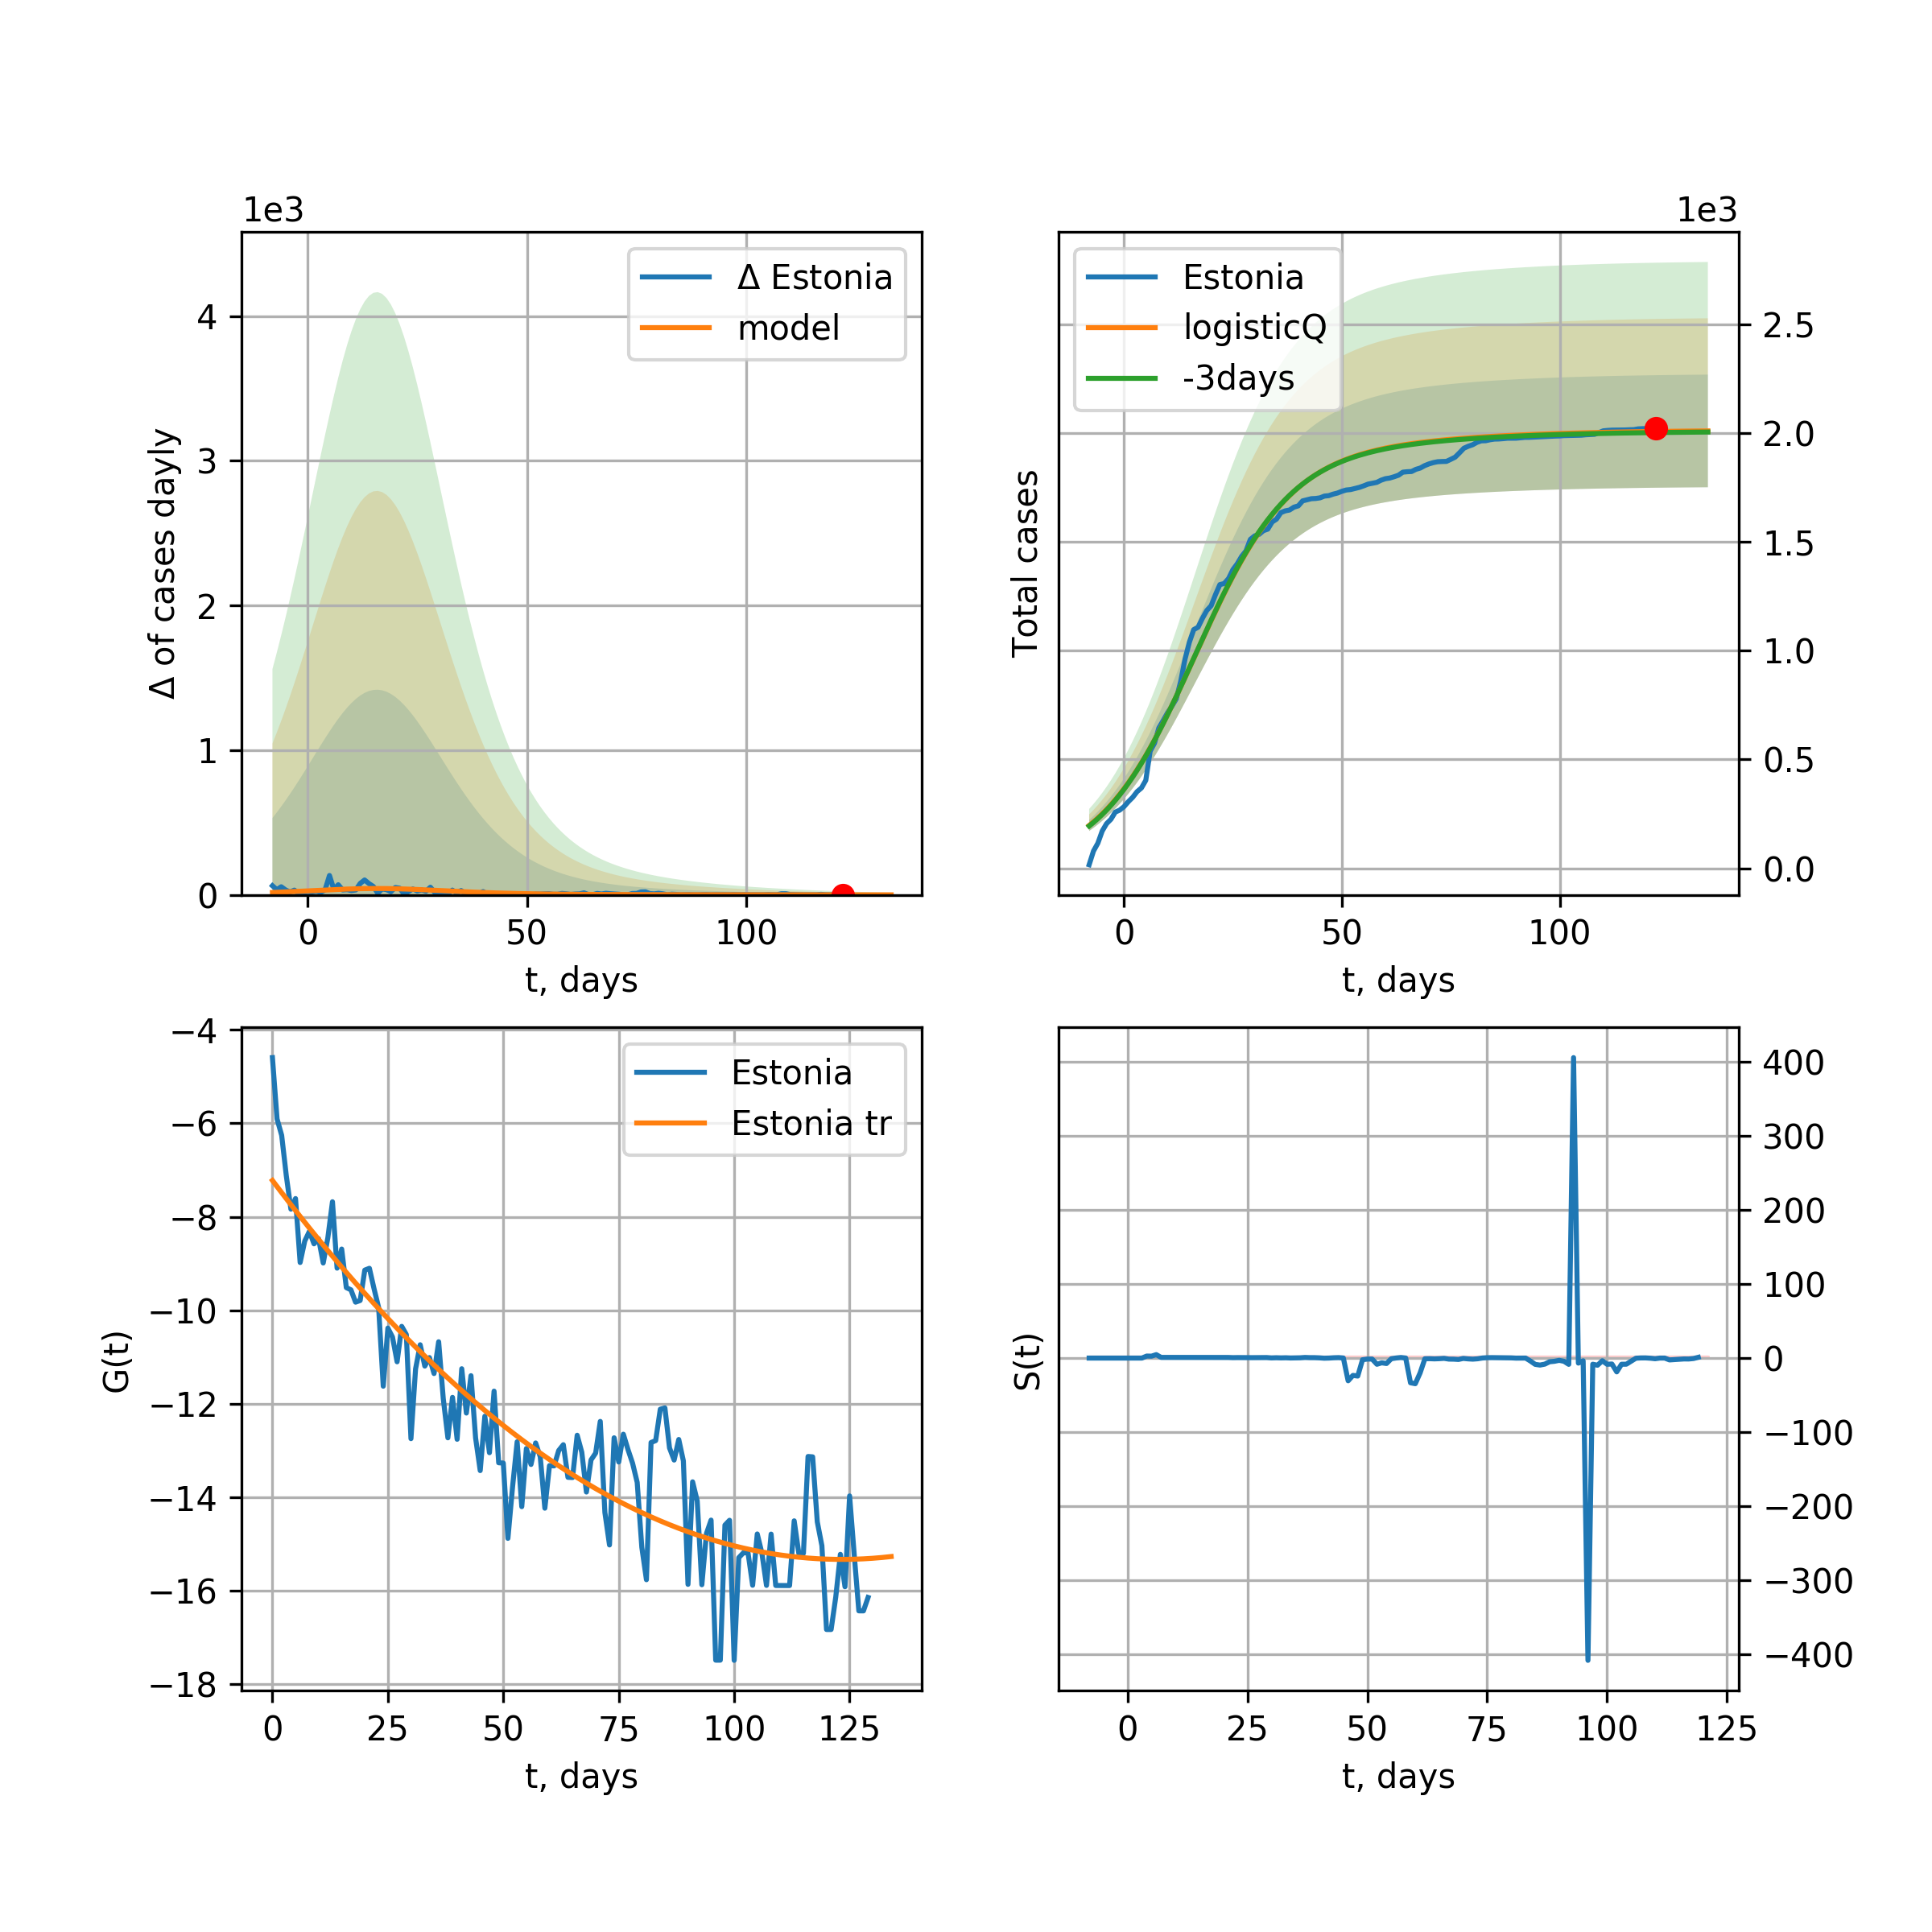 1e3
Δ of cases dayly
4
3
2
1
0
0 50 100
t, days
Δ Estonia
model
1e3
Total cases
2.5
2.0
1.5
1.0
0.5
0.0
0 50 100
t, days
Estonia
logisticQ
-3days
G(t)
−4
−6
−8
−10
−12
−14
−16
−18
0 25 50 75 100 125
t, days
Estonia
Estonia tr
S(t)
400
300
200
100
0
−100
−200
−300
−400
0 25 50 75 100 125
t, days